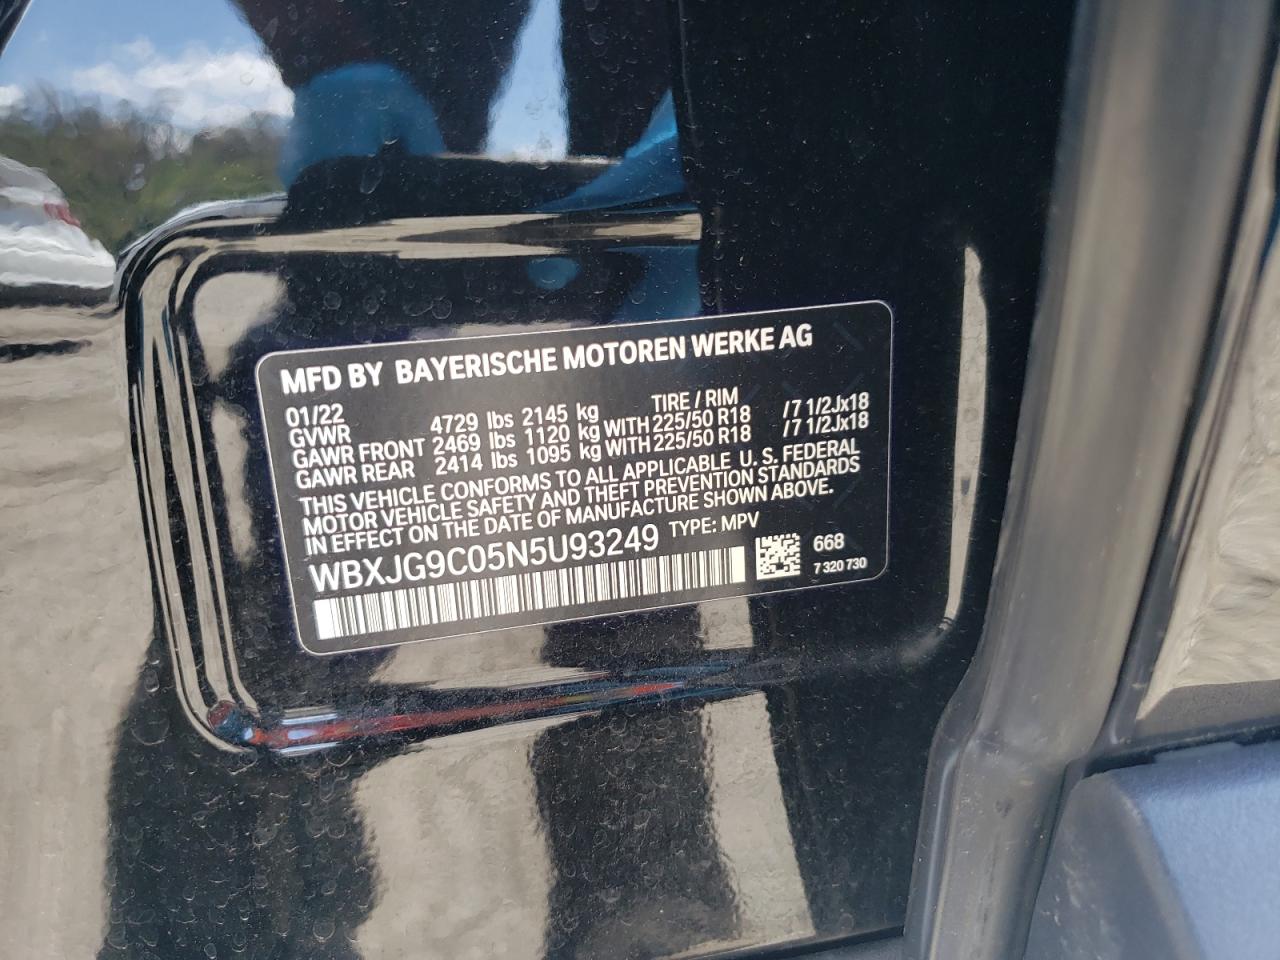 MFD BY BAYERISCHE MOTOREN WERKE AG
01/22 TIRE / RIM
GVWR 4729 lbs 2145 kg
GAWR FRONT 2469 lbs 1120 kg WITH 225/50 R18 /7 1/2Jx18
GAWR REAR 2414 lbs 1095 kg WITH 225/50 R18 /7 1/2Jx18
THIS VEHICLE CONFORMS TO ALL APPLICABLE U. S. FEDERAL
MOTOR VEHICLE SAFETY AND THEFT PREVENTION STANDARDS
IN EFFECT ON THE DATE OF MANUFACTURE SHOWN ABOVE.
WBXJG9C05N5U93249 TYPE: MPV
668
7 320 730